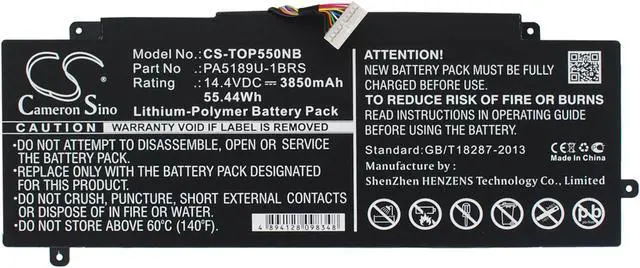 CS
Cameron Sino
Model No.: CS-TOP550NB
Part No : PA5189U-1BRS
Rating : 14.4VDC ⎓ 3850mAh
55.44Wh
Lithium-Polymer Battery Pack
CAUTION VOID IF LABEL IS REMOVED
•DO NOT ATTEMPT TO DISASSEMBLE, OPEN OR SERVICE
THE BATTERY PACK
•REPLACE ONLY WITH THE BATTERY PACK DESIGNATED
FOR THIS PRODUCT
•DO NOT CRUSH, PUNCTURE, SHORT EXTERNAL CONTACTS
OR DISPOSE OF IN FIRE OR WATER
•DO NOT STORE ABOVE 60°C (140°F)
4 894128 098348
ATTENTION
NEW BATTERY PACK MUST BE FULLY CHARGED BEFORE USE
TO REDUCE RISK OF FIRE OR BURNS
READ INSTRUCTIONS IN OPERATING GUIDE
BEFORE USING
Standard:GB/T18287-2013
Manufacture by :
ShenZhen HENZENS Technology Co., Limited
CE
Made In China